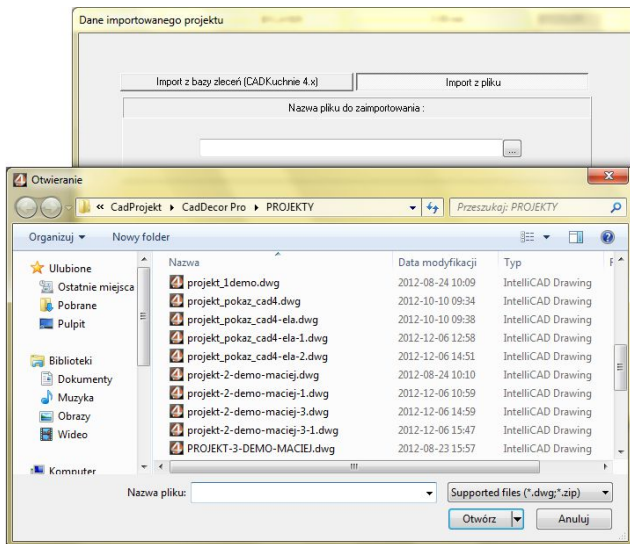 Dane importowanego projektu
Import z bazy zleceń (CADKuchnie 4.x) Import z pliku
Nazwa pliku do zaimportowania :
...
Otwieranie
« CadProjekt CadDecor Pro PROJEKTY Przeszukaj: PROJEKTY
Organizuj Nowy folder
Ulubione
Ostatnie miejsca
Pobrane
Pulpit
Biblioteki
Dokumenty
Muzyka
Obrazy
Wideo
Komputer
Nazwa Data modyfikacji Typ
projekt_1demo.dwg 2012-08-24 10:09 IntelliCAD Drawing
projekt_pokaz_cad4.dwg 2012-10-10 09:34 IntelliCAD Drawing
projekt_pokaz_cad4-ela.dwg 2012-10-10 09:38 IntelliCAD Drawing
projekt_pokaz_cad4-ela-1.dwg 2012-12-06 12:58 IntelliCAD Drawing
projekt_pokaz_cad4-ela-2.dwg 2012-12-06 14:51 IntelliCAD Drawing
projekt-2-demo-maciej.dwg 2012-08-24 10:10 IntelliCAD Drawing
projekt-2-demo-maciej-1.dwg 2012-12-06 10:59 IntelliCAD Drawing
projekt-2-demo-maciej-3.dwg 2012-12-06 14:59 IntelliCAD Drawing
projekt-2-demo-maciej-3-1.dwg 2012-12-06 15:47 IntelliCAD Drawing
PROJEKT-3-DEMO-MACIEJ.dwg 2012-08-23 15:57 IntelliCAD Drawing
Nazwa pliku: Supported files (*.dwg;*.zip)
Otwórz Anuluj